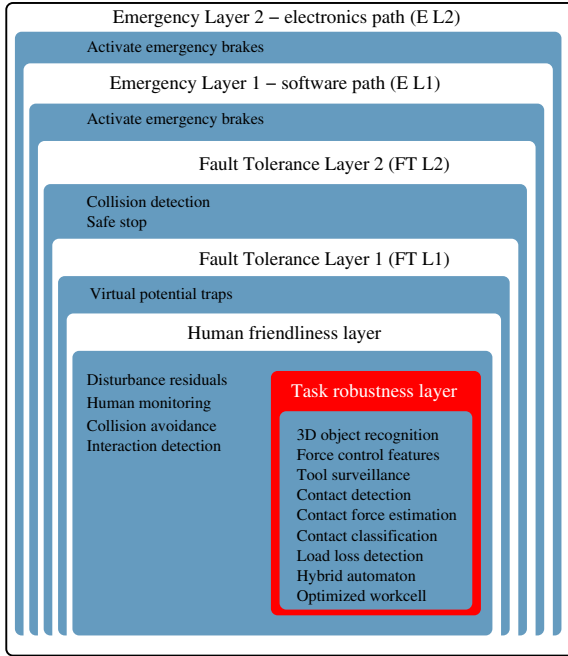 Emergency Layer 2 − electronics path (E L2)
Activate emergency brakes
Emergency Layer 1 − software path (E L1)
Activate emergency brakes
Fault Tolerance Layer 2 (FT L2)
Collision detection
Safe stop
Fault Tolerance Layer 1 (FT L1)
Virtual potential traps
Human friendliness layer
Disturbance residuals
Human monitoring
Collision avoidance
Interaction detection
Task robustness layer
3D object recognition
Force control features
Tool surveillance
Contact detection
Contact force estimation
Contact classification
Load loss detection
Hybrid automaton
Optimized workcell